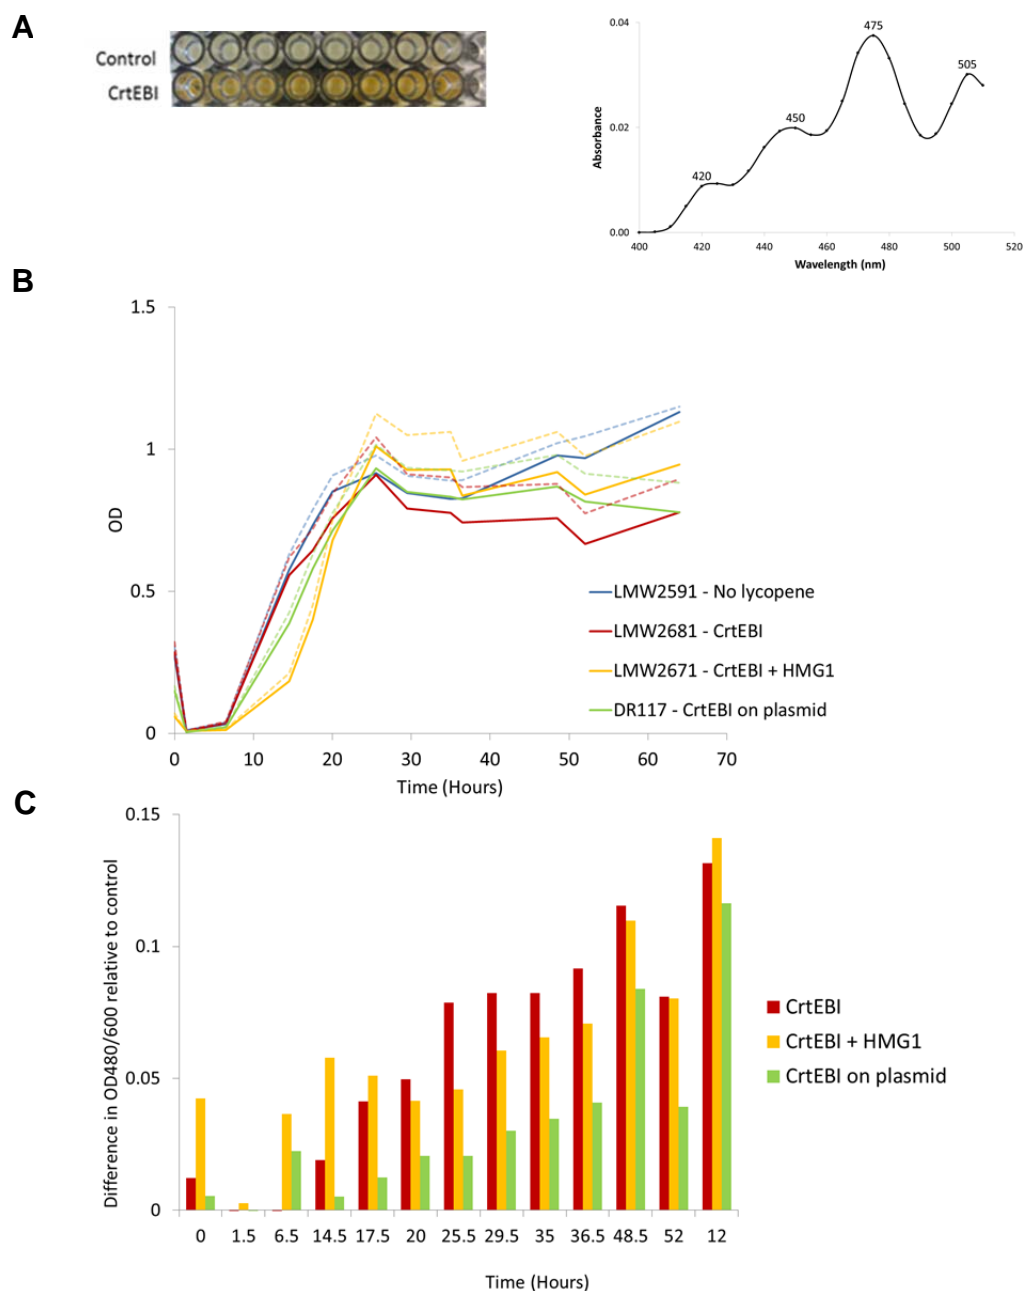 A
Control
CrtEBI
0.04
0.02
0.00
Absorbance
420
450
475
505
400 420 440 460 480 500 520
Wavelength (nm)
B
1.5
1
0.5
0
OD
0 10 20 30 40 50 60 70
Time (Hours)
LMW2591 - No lycopene
LMW2681 - CrtEBI
LMW2671 - CrtEBI + HMG1
DR117 - CrtEBI on plasmid
C
0.15
0.1
0.05
0
Difference in OD480/600 relative to control
0 1.5 6.5 14.5 17.5 20 25.5 29.5 35 36.5 48.5 52 12
Time (Hours)
CrtEBI
CrtEBI + HMG1
CrtEBI on plasmid